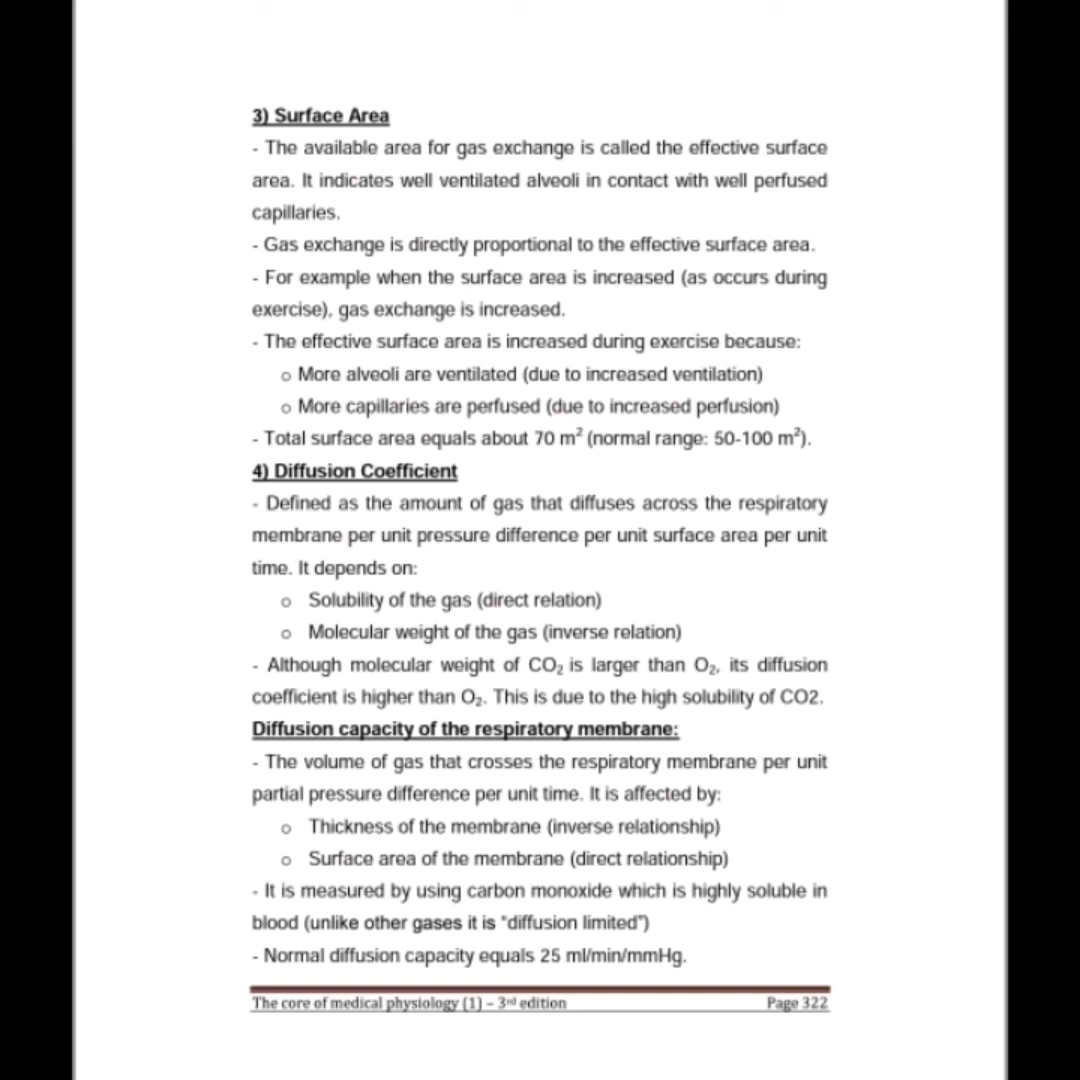 3) Surface Area
- The available area for gas exchange is called the effective surface
area. It indicates well ventilated alveoli in contact with well perfused
capillaries.
- Gas exchange is directly proportional to the effective surface area.
- For example when the surface area is increased (as occurs during
exercise), gas exchange is increased.
- The effective surface area is increased during exercise because:
o More alveoli are ventilated (due to increased ventilation)
o More capillaries are perfused (due to increased perfusion)
- Total surface area equals about 70 m² (normal range: 50-100 m²).
4) Diffusion Coefficient
- Defined as the amount of gas that diffuses across the respiratory
membrane per unit pressure difference per unit surface area per unit
time. It depends on:
o Solubility of the gas (direct relation)
o Molecular weight of the gas (inverse relation)
- Although molecular weight of CO₂ is larger than O₂, its diffusion
coefficient is higher than O₂. This is due to the high solubility of CO2.
Diffusion capacity of the respiratory membrane:
- The volume of gas that crosses the respiratory membrane per unit
partial pressure difference per unit time. It is affected by:
o Thickness of the membrane (inverse relationship)
o Surface area of the membrane (direct relationship)
- It is measured by using carbon monoxide which is highly soluble in
blood (unlike other gases it is "diffusion limited")
- Normal diffusion capacity equals 25 ml/min/mmHg.
The core of medical physiology (1) – 3rd edition Page 322